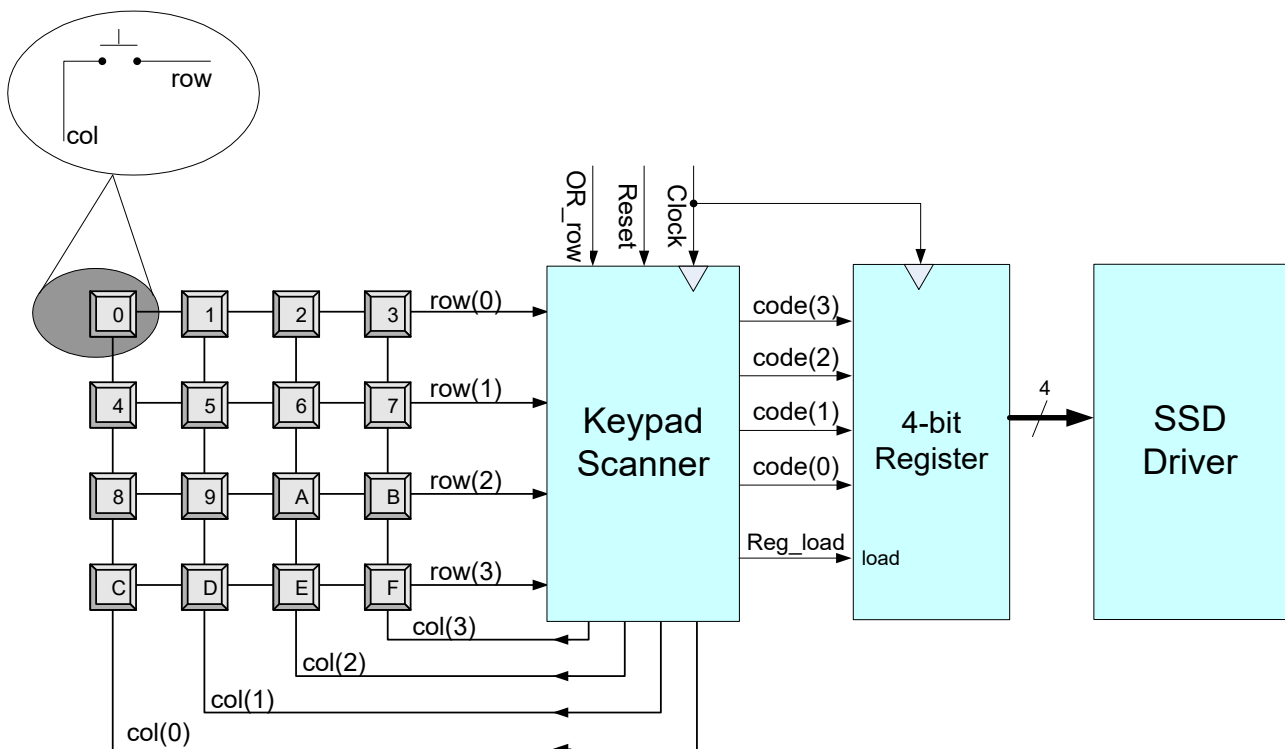 row
col
OR_row
Reset
Clock
0
1
2
3
row(0)
4
5
6
7
row(1)
8
9
A
B
row(2)
C
D
E
F
row(3)
Keypad
Scanner
code(3)
code(2)
code(1)
code(0)
Reg_load
load
4-bit
Register
4
SSD
Driver
col(3)
col(2)
col(1)
col(0)